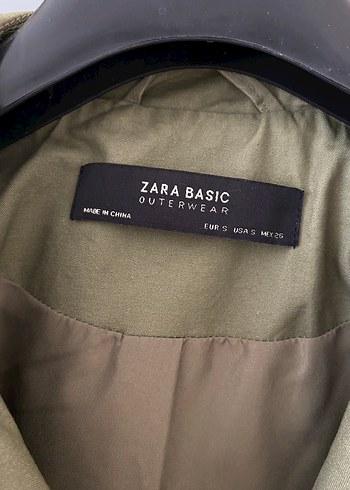 ZARA BASIC
OUTERWEAR
MADE IN CHINA
EUR S USA S MEX 26